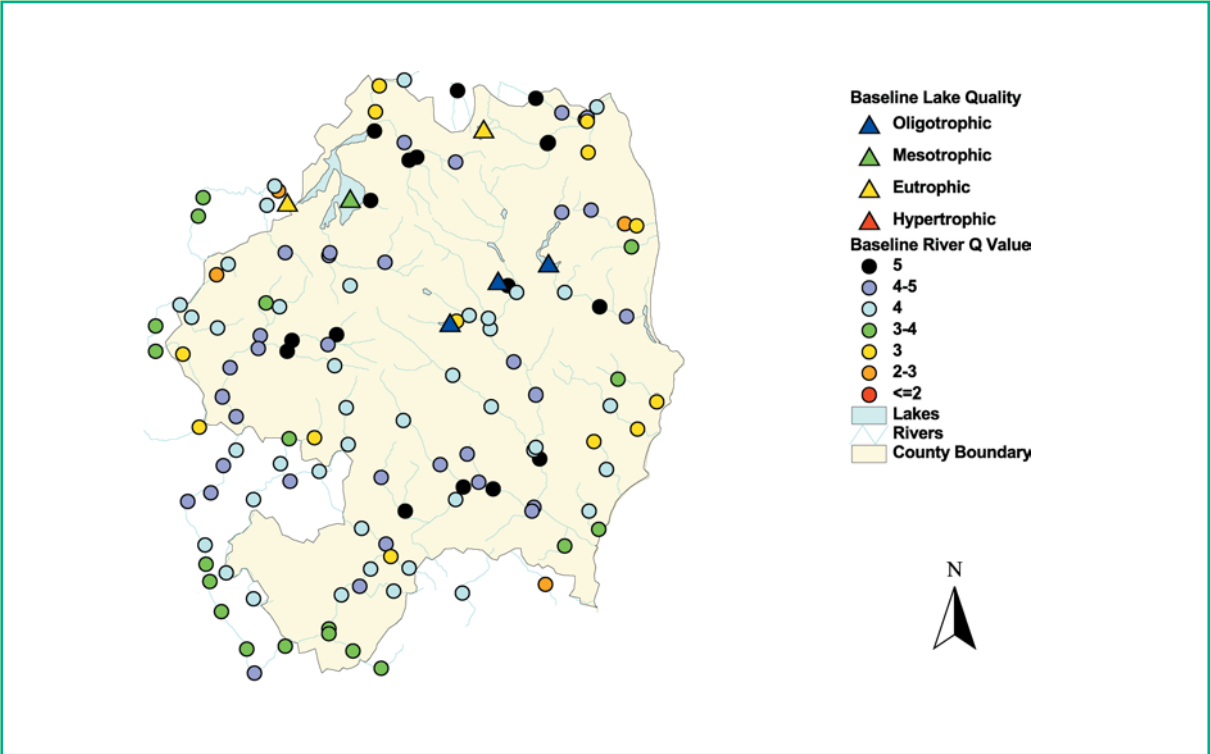 Baseline Lake Quality
Oligotrophic
Mesotrophic
Eutrophic
Hypertrophic
Baseline River Q Value
5
4-5
4
3-4
3
2-3
<=2
Lakes
Rivers
County Boundary
N